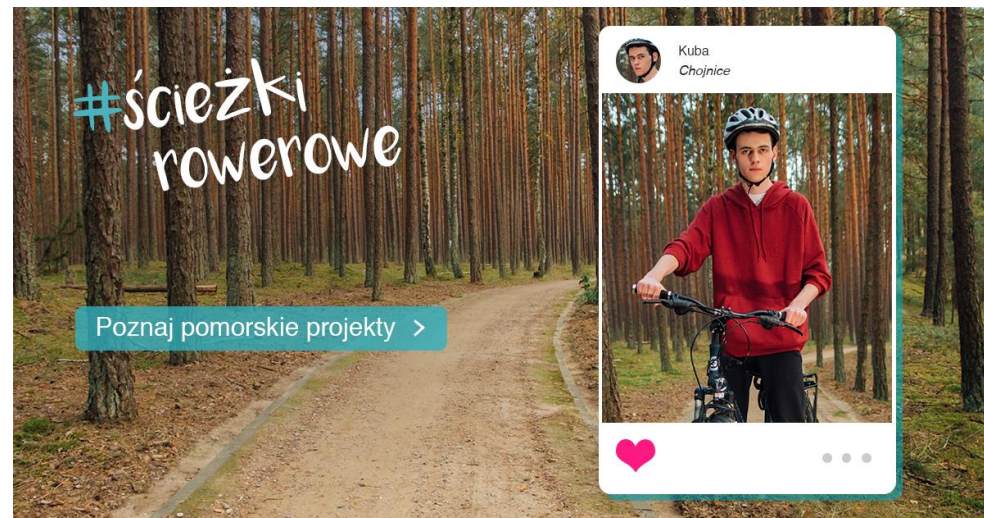 #ścieżki
rowerowe
Poznaj pomorskie projekty >
Kuba
Chojnice